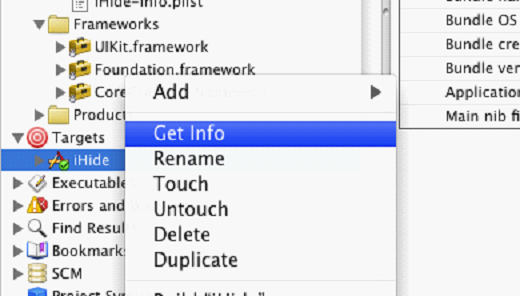 iHide-Info.plist
Frameworks
UIKit.framework
Foundation.framework
Core
Produc
Targets
iHide
Executable
Errors and
Find Resul
Bookmark
SCM
Add
Get Info
Rename
Touch
Untouch
Delete
Duplicate
Bundle OS
Bundle cre
Bundle ver
Application
Main nib fi